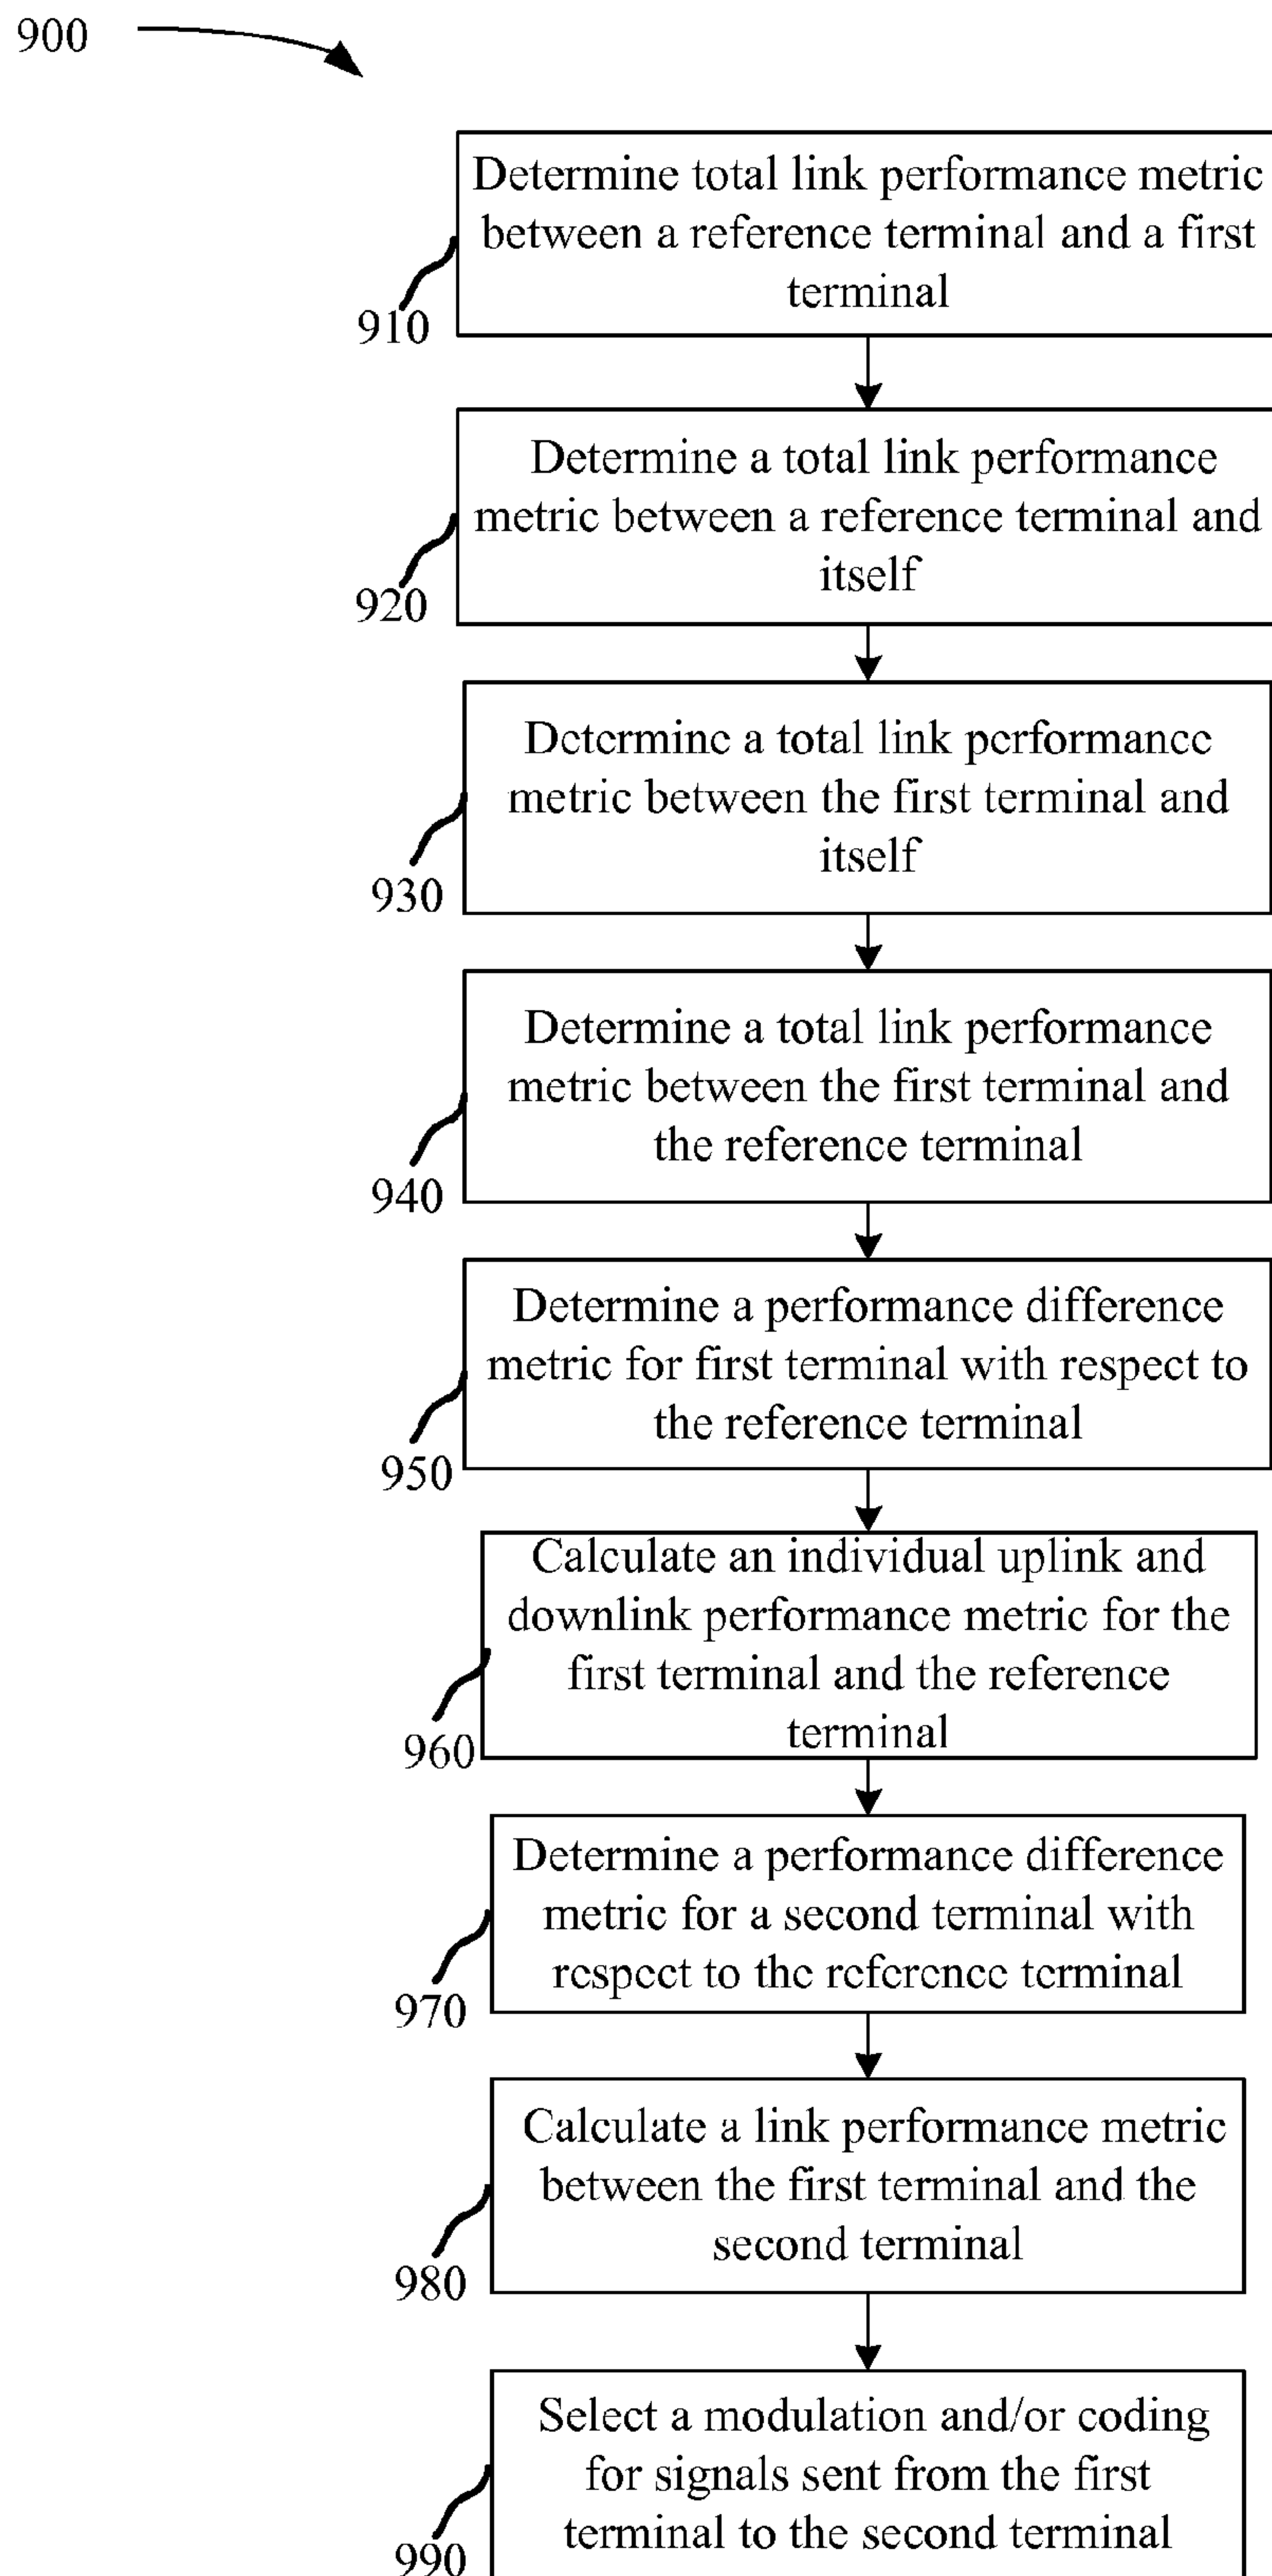 900
Determine total link performance metric
between a reference terminal and a first
terminal
910
Determine a total link performance
metric between a reference terminal and
itself
920
Determine a total link performance
metric between the first terminal and
itself
930
Determine a total link performance
metric between the first terminal and
the reference terminal
940
Determine a performance difference
metric for first terminal with respect to
the reference terminal
950
Calculate an individual uplink and
downlink performance metric for the
first terminal and the reference
terminal
960
Determine a performance difference
metric for a second terminal with
respect to the reference terminal
970
Calculate a link performance metric
between the first terminal and the
second terminal
980
Select a modulation and/or coding
for signals sent from the first
terminal to the second terminal
990